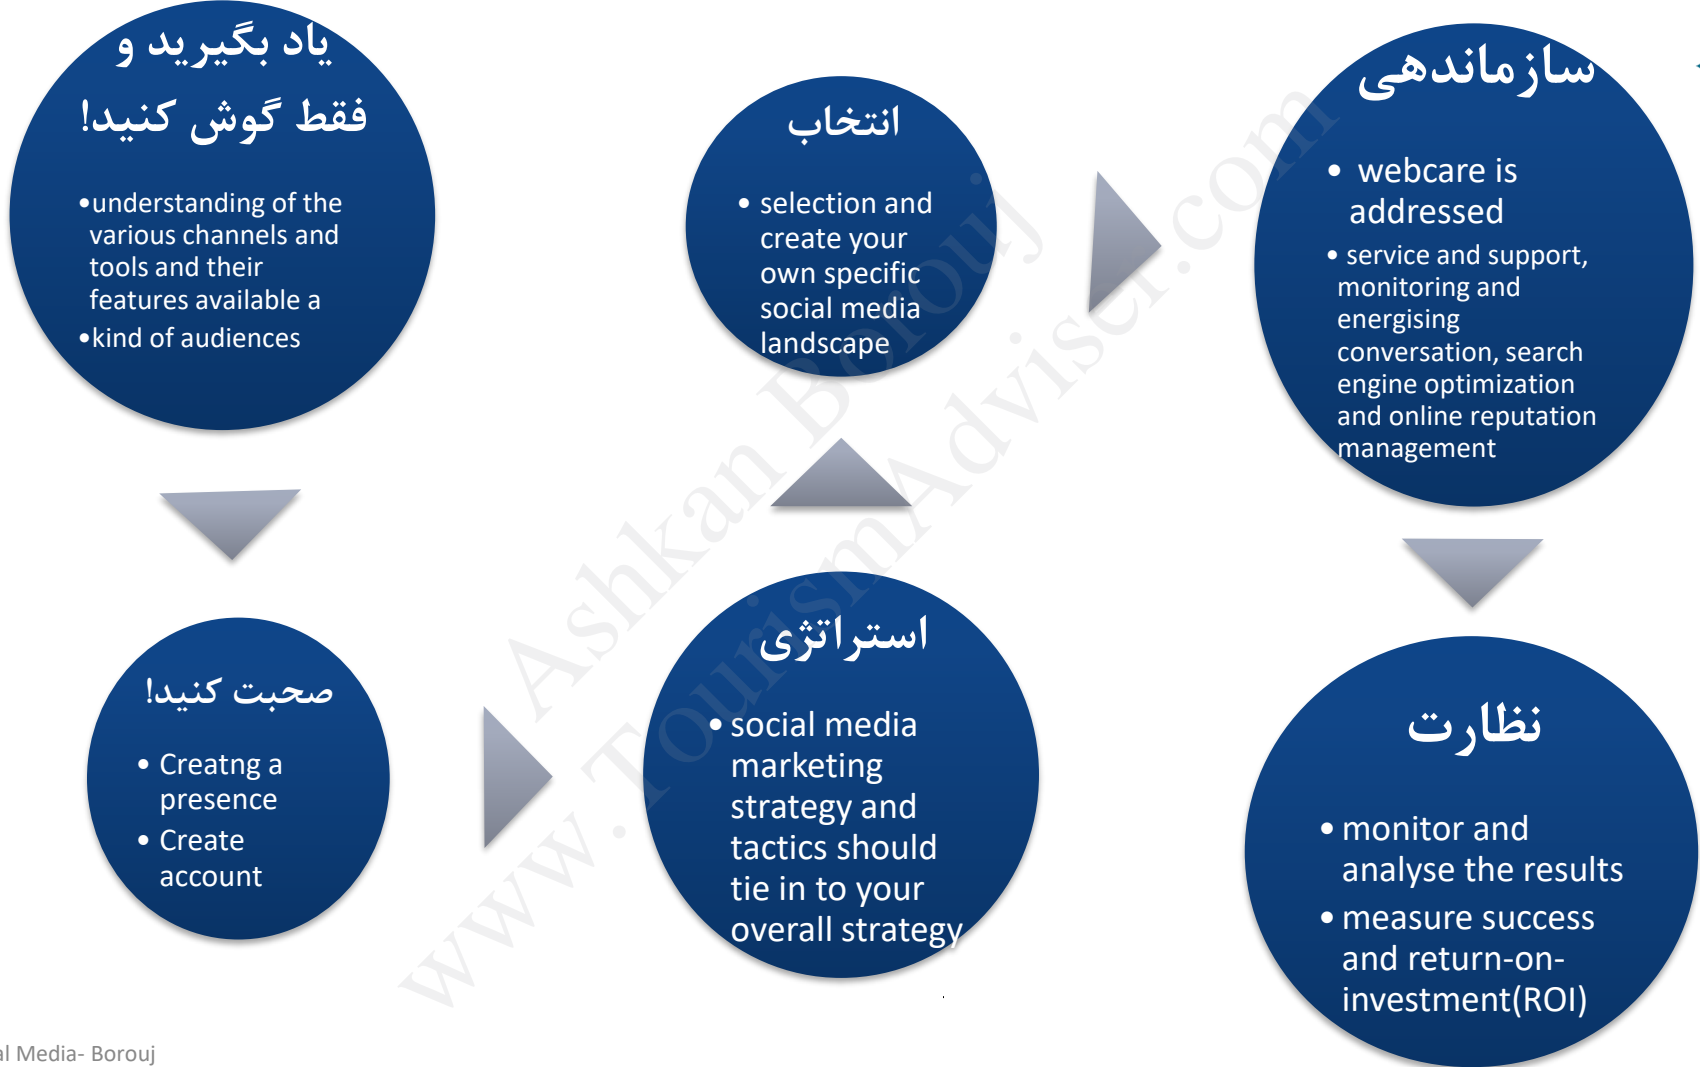 یاد بگیرید و
فقط گوش کنید!
•understanding of the
various channels and
tools and their
features available a
•kind of audiences
صحبت کنید!
• Creatng a
presence
• Create
account
استراتژی
• social media
marketing
strategy and
tactics should
tie in to your
overall strategy
انتخاب
• selection and
create your
own specific
social media
landscape
سازماندهی
• webcare is
addressed
• service and support,
monitoring and
energising
conversation, search
engine optimization
and online reputation
management
نظارت
• monitor and
analyse the results
• measure success
and return-on-
investment(ROI)
Ashkan Borouj
www.TourismAdviser.com
al Media- Borouj